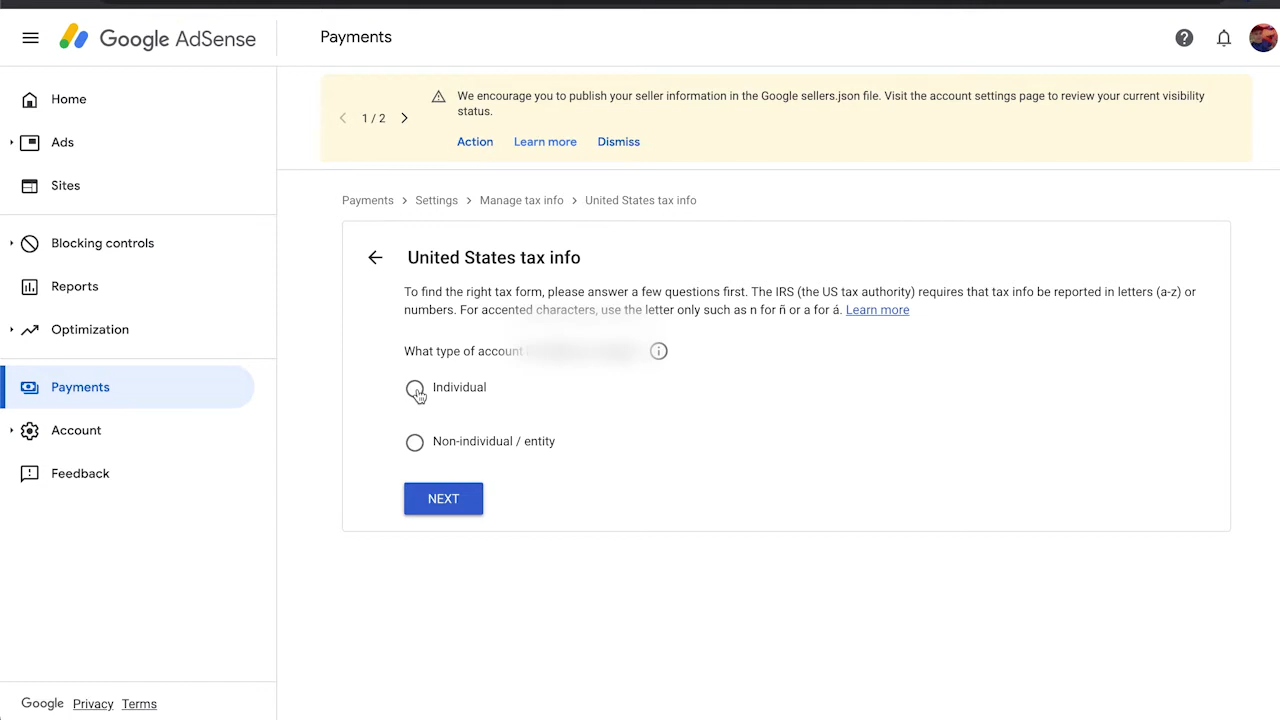 Google AdSense
Payments
Home
Ads
Sites
Blocking controls
Reports
Optimization
Payments
Account
Feedback
Google Privacy Terms
1 / 2
We encourage you to publish your seller information in the Google sellers.json file. Visit the account settings page to review your current visibility
status.
Action Learn more Dismiss
Payments > Settings > Manage tax info > United States tax info
United States tax info
To find the right tax form, please answer a few questions first. The IRS (the US tax authority) requires that tax info be reported in letters (a-z) or
numbers. For accented characters, use the letter only such as n for ñ or a for á. Learn more
What type of account
Individual
Non-individual / entity
NEXT